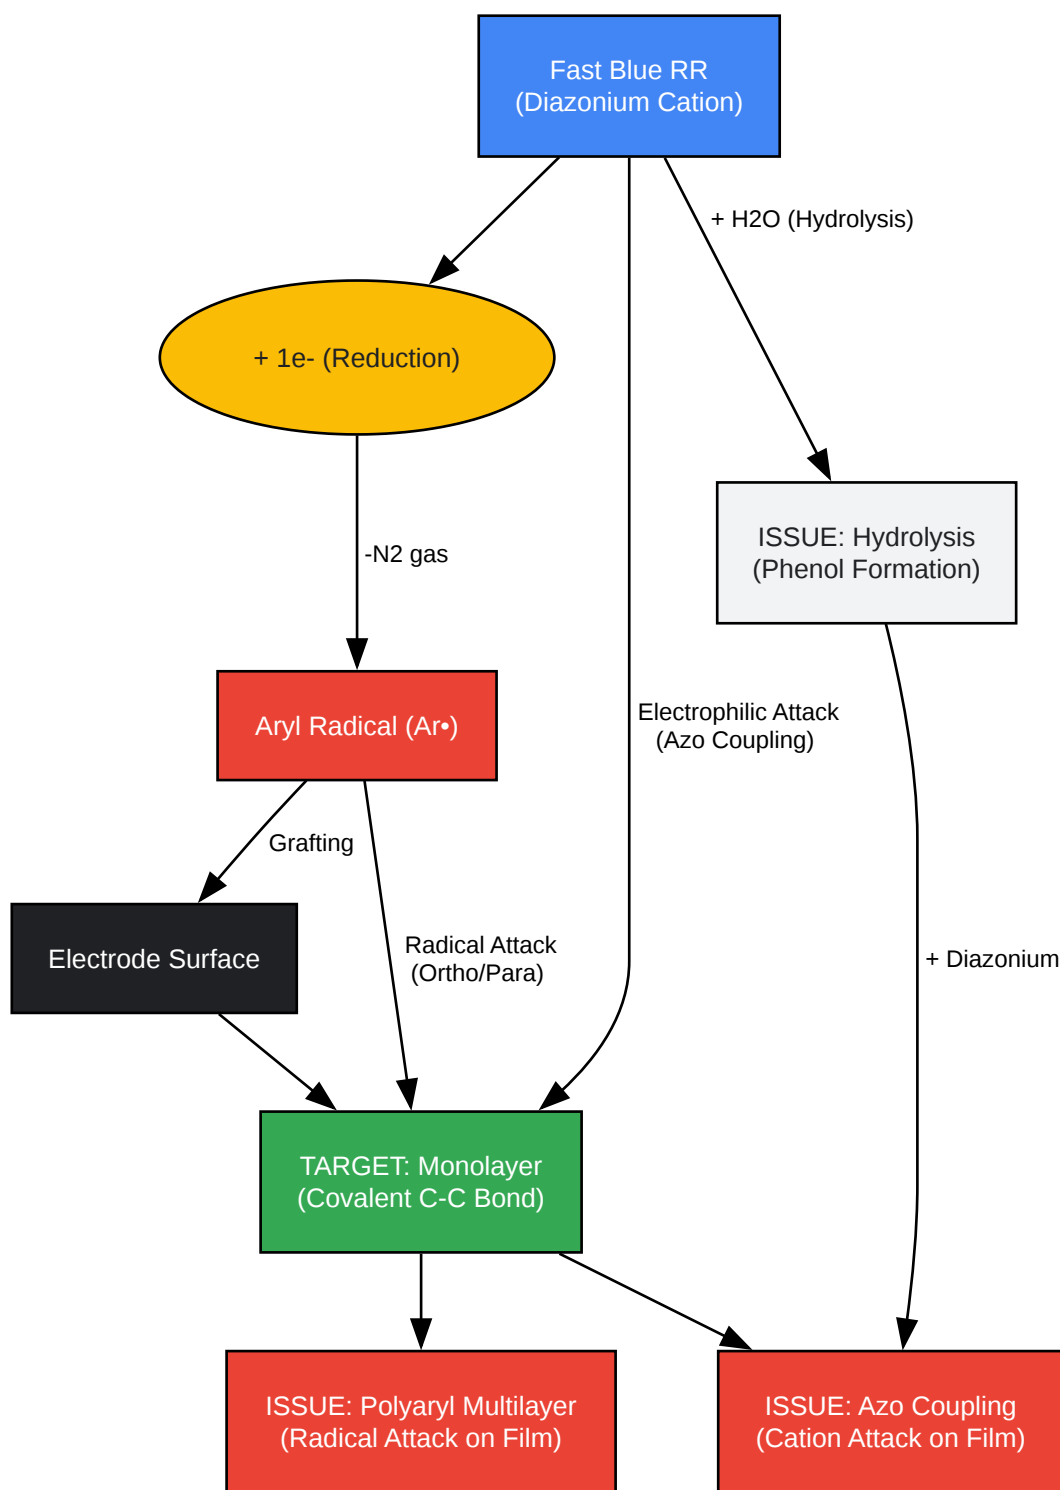 Fast Blue RR
(Diazonium Cation)
+ H2O (Hydrolysis)
+ 1e- (Reduction)
ISSUE: Hydrolysis
(Phenol Formation)
-N2 gas
Aryl Radical (Ar•)
Electrophilic Attack
(Azo Coupling)
Grafting
Electrode Surface
Radical Attack
(Ortho/Para)
+ Diazonium
TARGET: Monolayer
(Covalent C-C Bond)
ISSUE: Polyaryl Multilayer
(Radical Attack on Film)
ISSUE: Azo Coupling
(Cation Attack on Film)